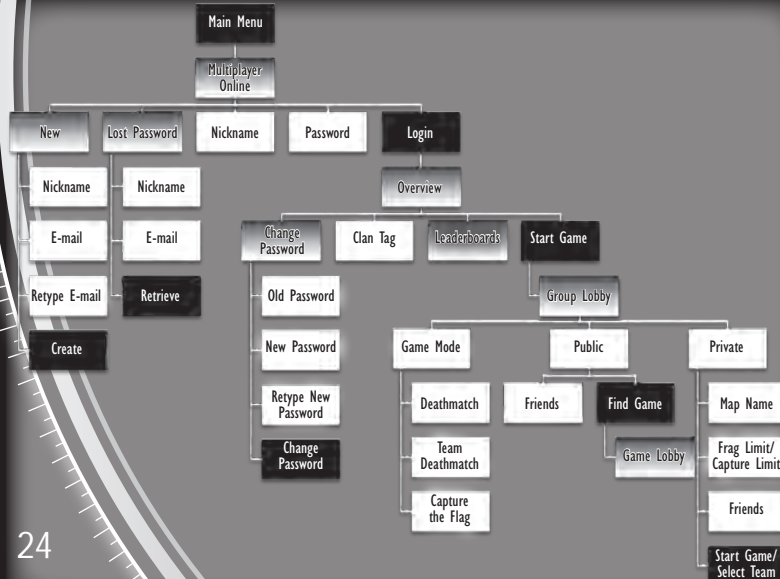 Main Menu
Multiplayer
Online
New
Lost Password
Nickname
Password
Login
Nickname
E-mail
Retype E-mail
Create
Nickname
E-mail
Retrieve
Overview
Change
Password
Clan Tag
Leaderboards
Start Game
Old Password
New Password
Retype New
Password
Change
Password
Group Lobby
Game Mode
Public
Private
Deathmatch
Team
Deathmatch
Capture
the Flag
Friends
Find Game
Game Lobby
Map Name
Frag Limit/
Capture Limit
Friends
Start Game/
Select Team
24